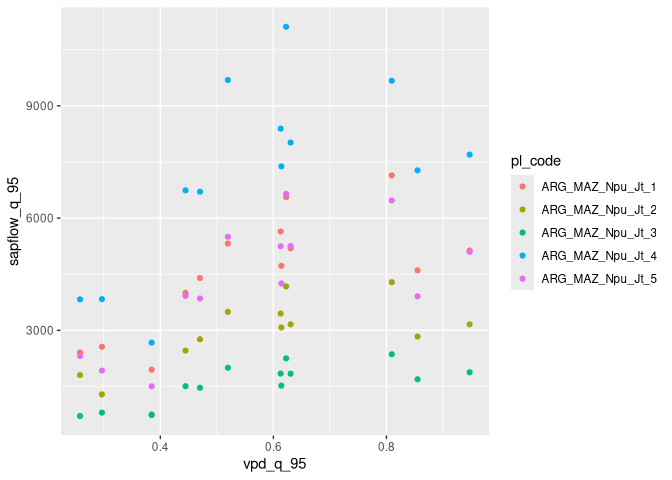 9000
6000
3000
sapflow_q_95
0.4
0.6
0.8
vpd_q_95
pl_code
ARG_MAZ_Npu_Jt_1
ARG_MAZ_Npu_Jt_2
ARG_MAZ_Npu_Jt_3
ARG_MAZ_Npu_Jt_4
ARG_MAZ_Npu_Jt_5